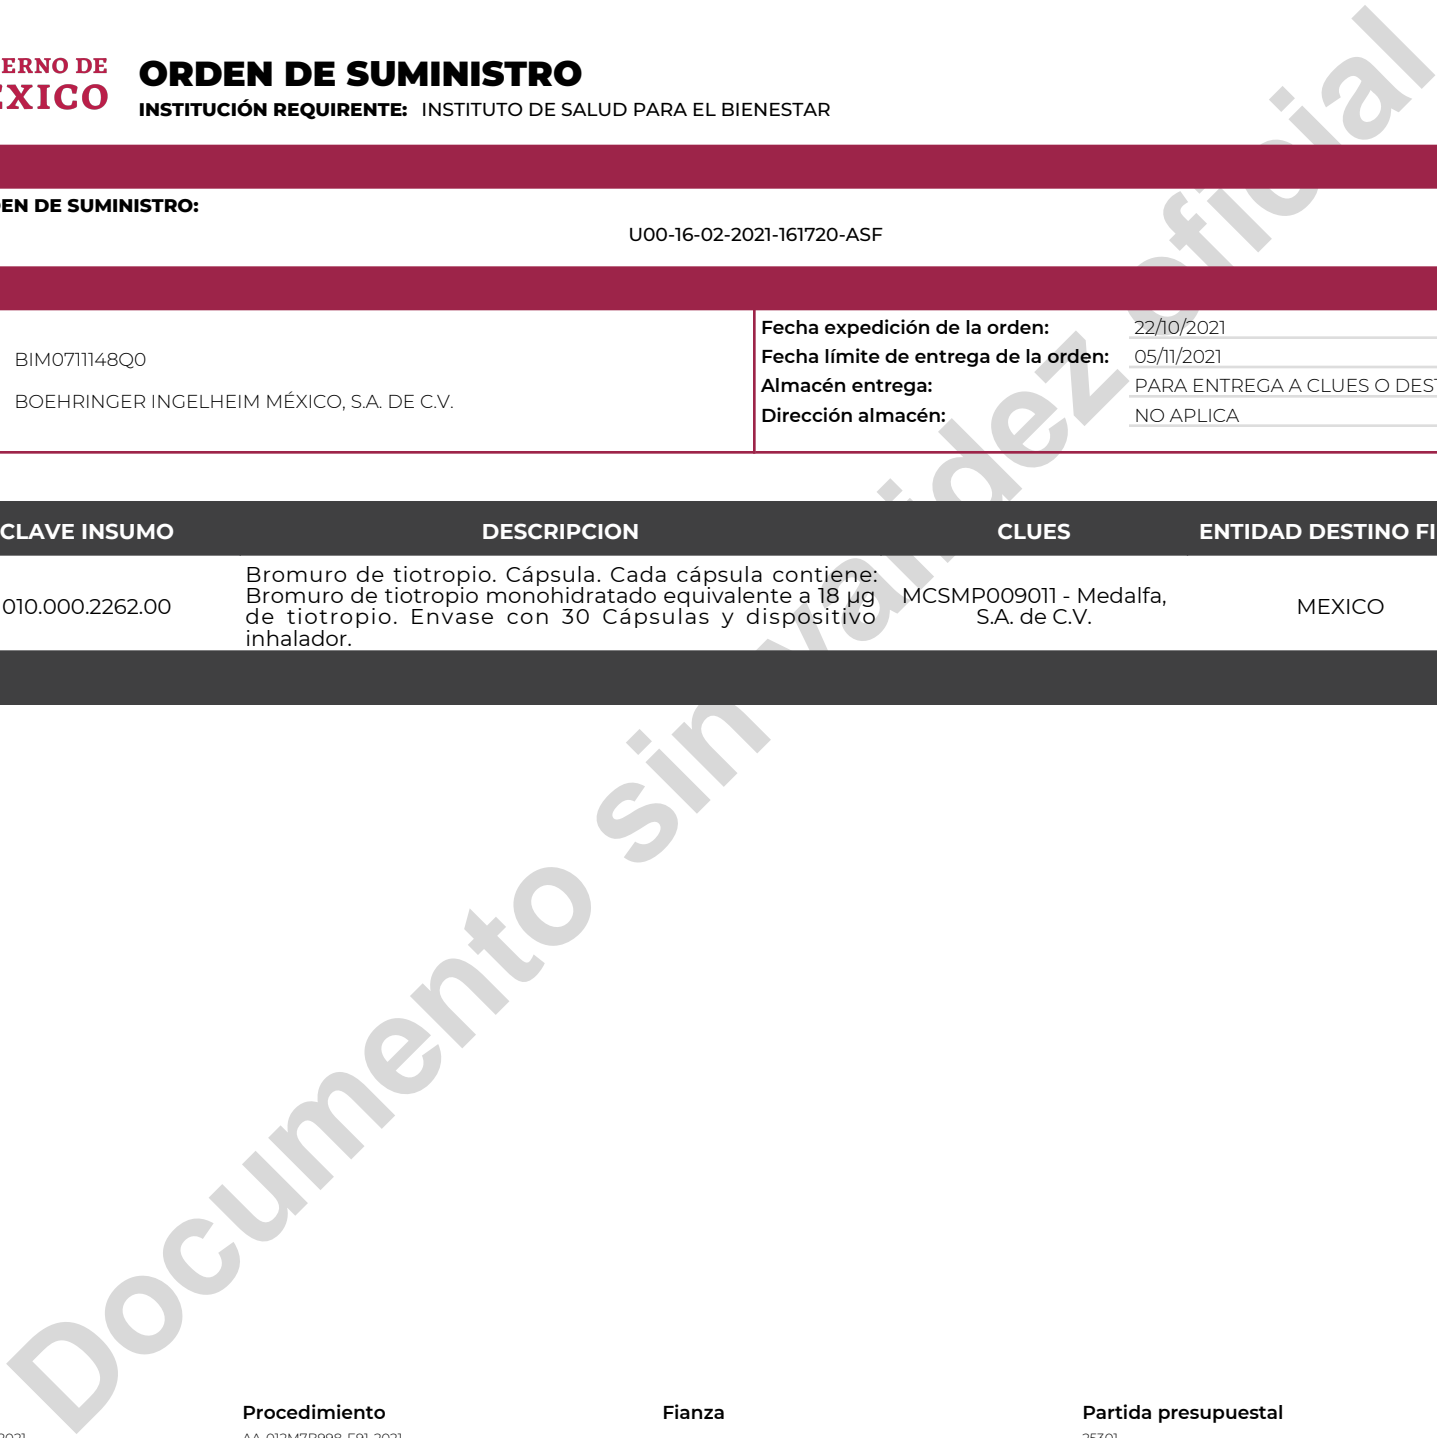 ERNO DE
EXICO
ORDEN DE SUMINISTRO
INSTITUCIÓN REQUIRENTE: INSTITUTO DE SALUD PARA EL BIENESTAR
EN DE SUMINISTRO:
U00-16-02-2021-161720-ASF
BIM0711148Q0
BOEHRINGER INGELHEIM MÉXICO, S.A. DE C.V.
Fecha expedición de la orden: 22/10/2021
Fecha límite de entrega de la orden: 05/11/2021
Almacén entrega: PARA ENTREGA A CLUES O DEST
Dirección almacén: NO APLICA
CLAVE INSUMO DESCRIPCION CLUES ENTIDAD DESTINO FI
010.000.2262.00
Bromuro de tiotropio. Cápsula. Cada cápsula contiene:
Bromuro de tiotropio monohidratado equivalente a 18 µg
de tiotropio. Envase con 30 Cápsulas y dispositivo
inhalador.
MCSMP009011 - Medalfa,
S.A. de C.V.
MEXICO
Documento sin validez oficial
Procedimiento Fianza Partida presupuestal